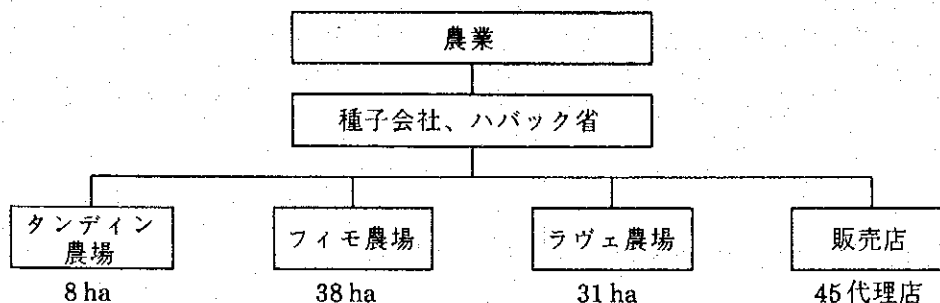 農業
種子会社、ハバック省
タンディン
農場
フィモ農場
ラヴェ農場
販売店
8 ha
38 ha
31 ha
45代理店